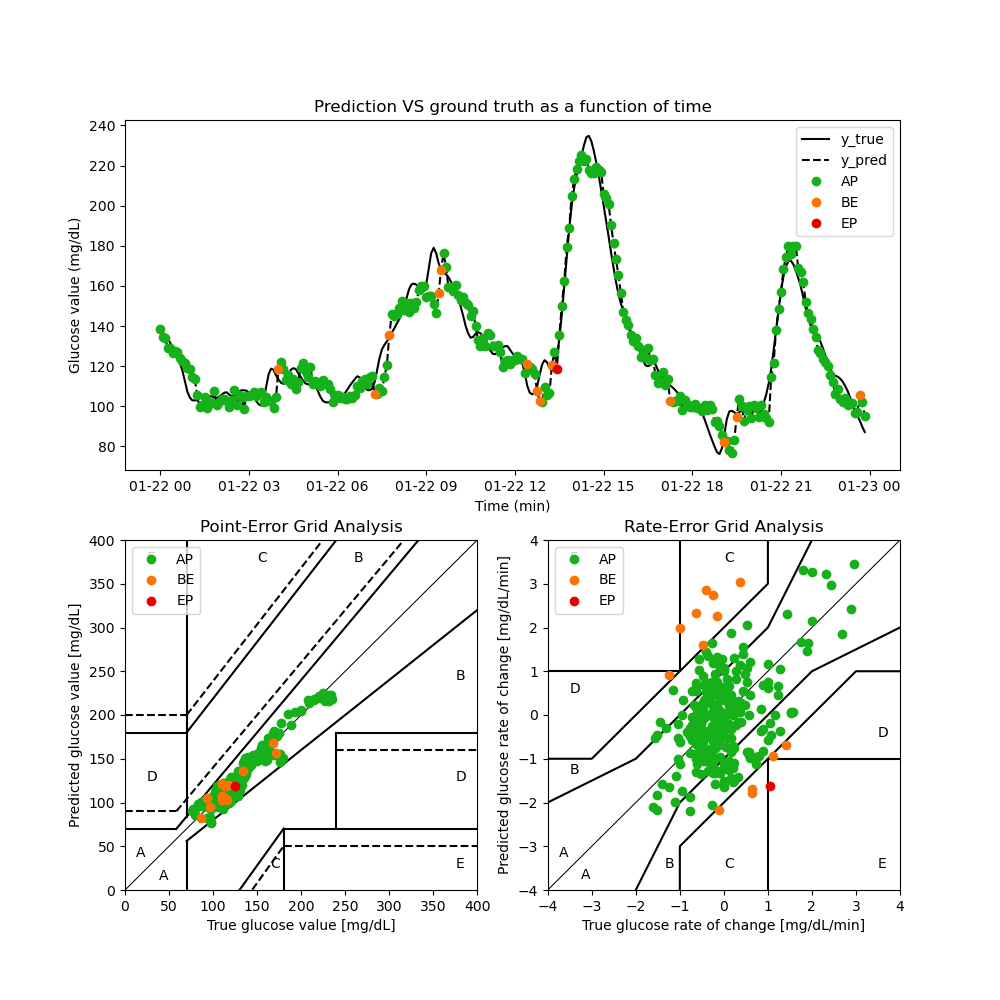 Prediction VS ground truth as a function of time
Glucose value (mg/dL)
240
220
200
180
160
140
120
100
80
y_true
y_pred
AP
BE
EP
01-22 00 01-22 03 01-22 06 01-22 09 01-22 12 01-22 15 01-22 18 01-22 21 01-23 00
Time (min)
Point-Error Grid Analysis
Predicted glucose value [mg/dL]
400
350
300
250
200
150
100
50
0
AP
BE
EP
C
B
B
D
D
A
A
C
E
0 50 100 150 200 250 300 350 400
True glucose value [mg/dL]
Rate-Error Grid Analysis
Predicted glucose rate of change [mg/dL/min]
4
3
2
1
0
−1
−2
−3
−4
AP
BE
EP
C
D
D
B
A
A
B
C
E
−4 −3 −2 −1 0 1 2 3 4
True glucose rate of change [mg/dL/min]